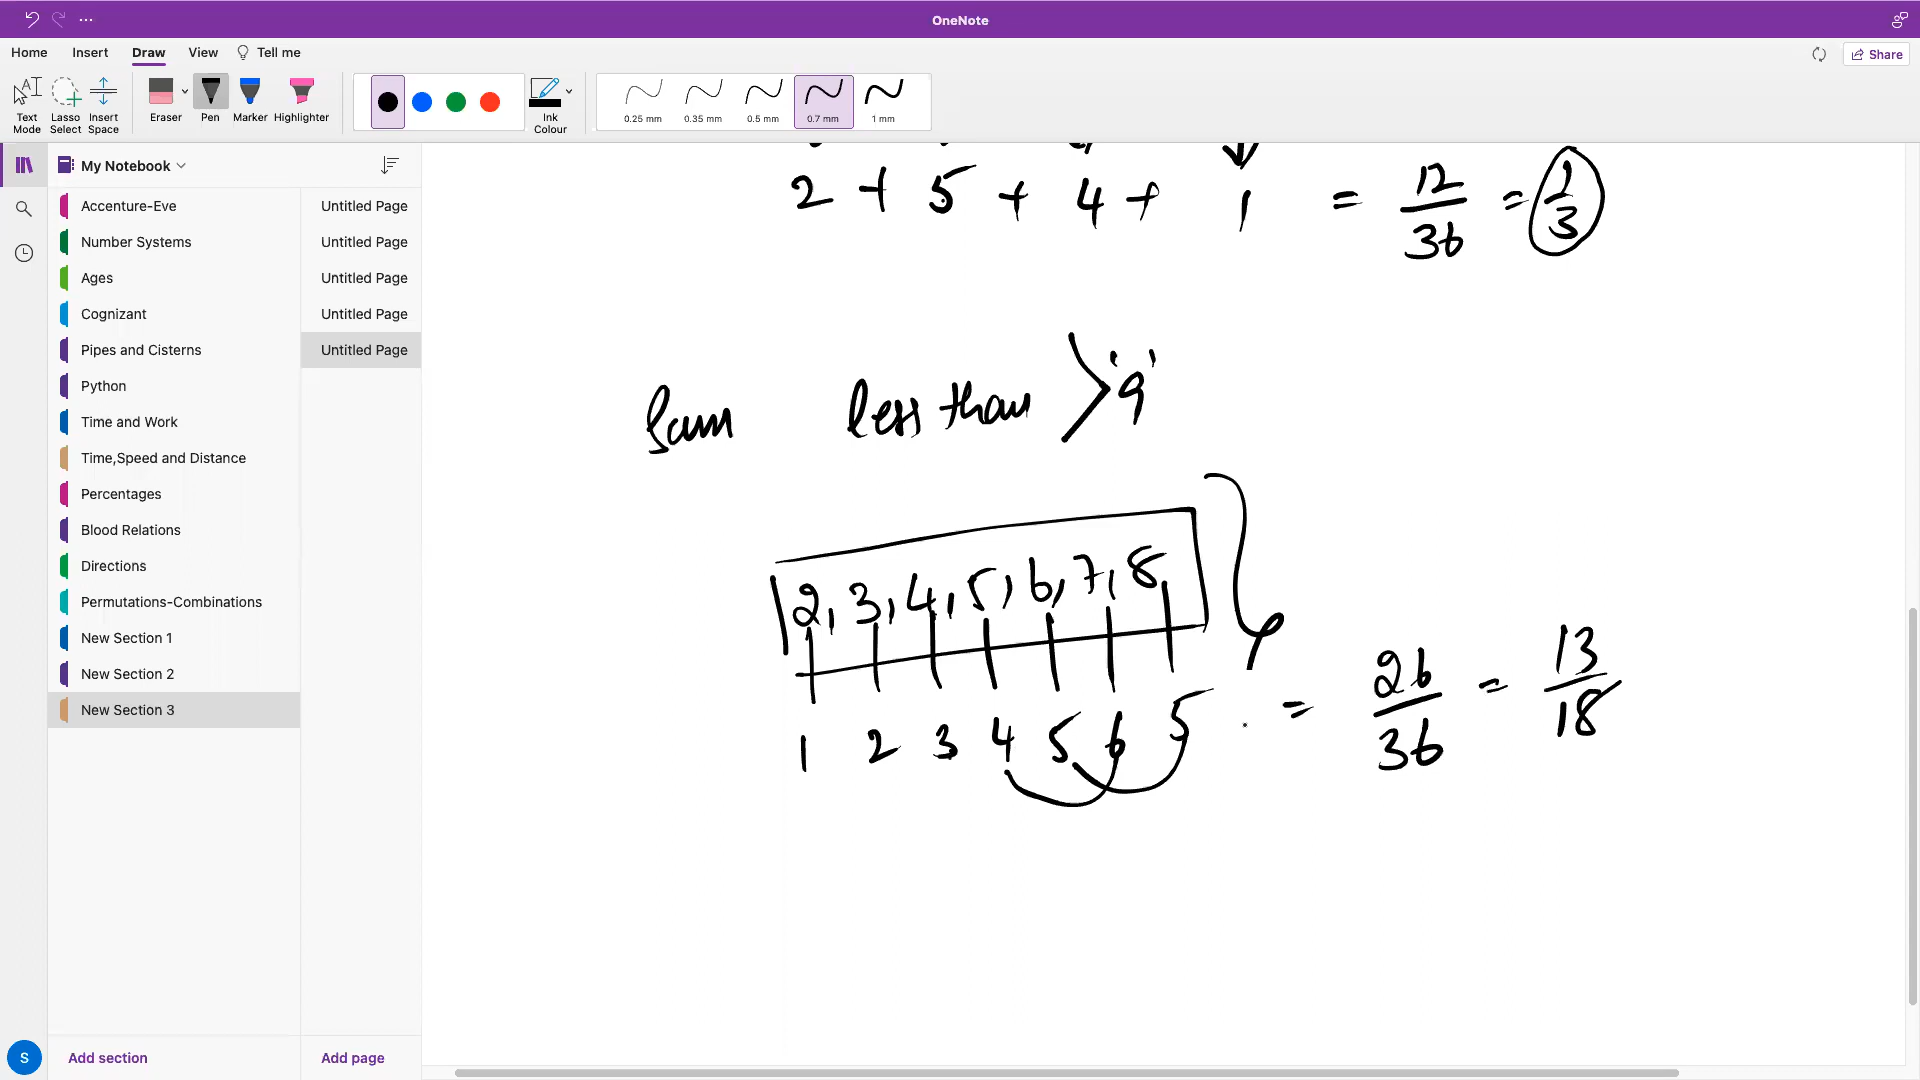 OneNote
Home Insert Draw View Tell me
Share
Text Mode
Lasso Select
Insert Space
Eraser
Pen
Marker
Highlighter
Ink Colour
0.25 mm
0.35 mm
0.5 mm
0.7 mm
1 mm
My Notebook
Accenture-Eve
Number Systems
Ages
Cognizant
Pipes and Cisterns
Python
Time and Work
Time,Speed and Distance
Percentages
Blood Relations
Directions
Permutations-Combinations
New Section 1
New Section 2
New Section 3
Untitled Page
Untitled Page
Untitled Page
Untitled Page
Untitled Page
2 + 5 + 4 + 1 = 12/36 = 1/3
Sum less than > '9'
2, 3, 4, 5, 6, 7, 8
1 2 3 4 5 6 5 = 26/36 = 13/18
S
Add section
Add page